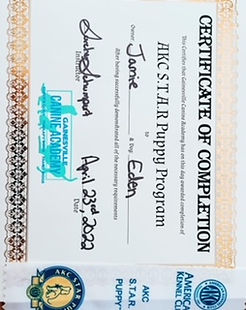 CERTIFICATE OF COMPLETION
This Certifies that Gainesville Canine Academy has on this day awarded completion of
AKC S.T.A.R Puppy Program
to
Owner Jamie & Dog Eden
After having successfully demonstrated all of the necessary requirements
Instructor
April 23rd 2022
Date
GAINESVILLE
CANINE ACADEMY
AMERICAN
KENNEL CL
AKC
S.T.A.R.
PUPPY
AKC S.T.A.R.